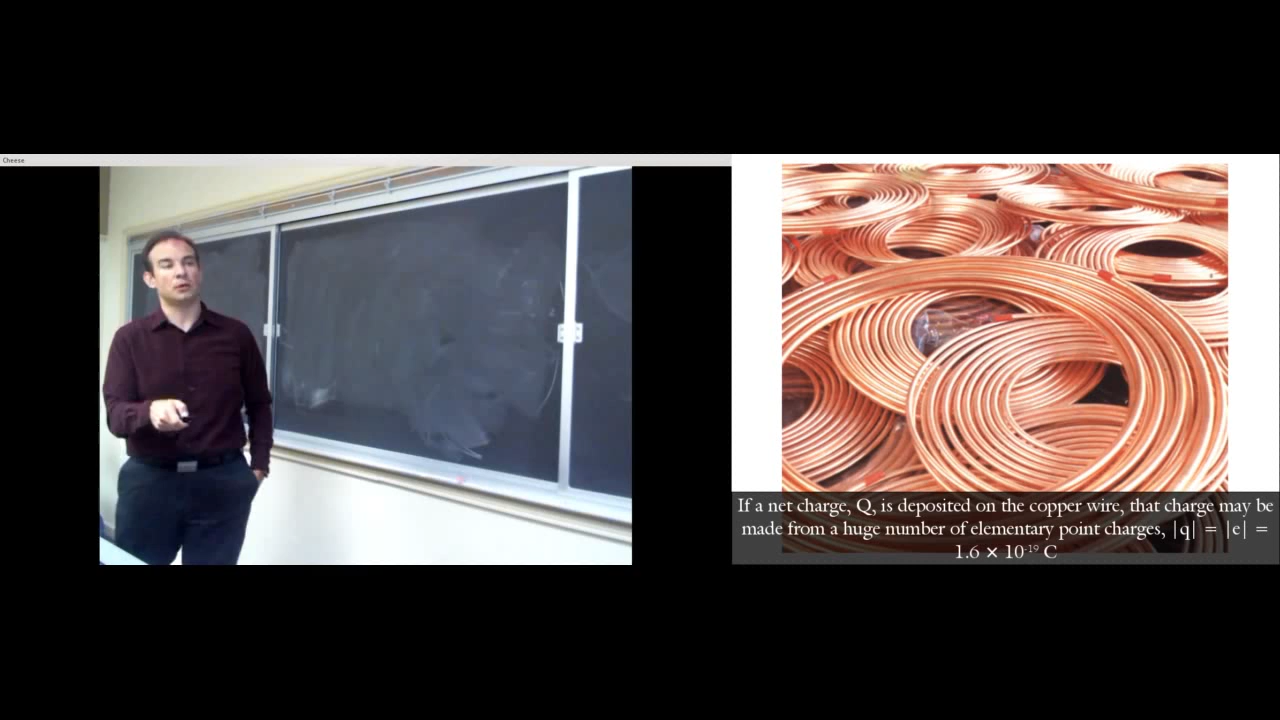 Cheese
If a net charge, Q, is deposited on the copper wire, that charge may be
made from a huge number of elementary point charges, |q| = |e| =
1.6 × 10⁻¹⁹ C